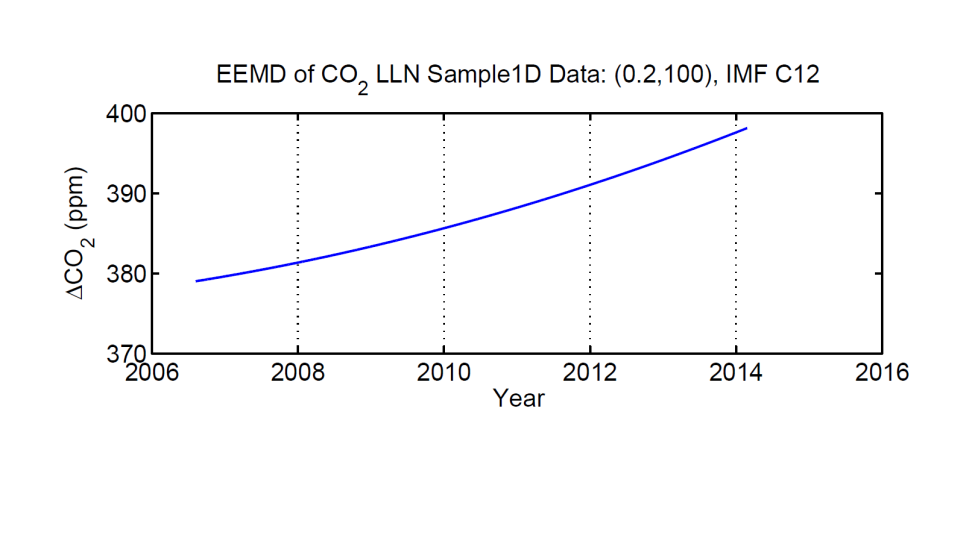 EEMD of CO2 LLN Sample1D Data: (0.2,100), IMF C12
400
390
380
370
ΔCO2 (ppm)
2006 2008 2010 2012 2014 2016
Year